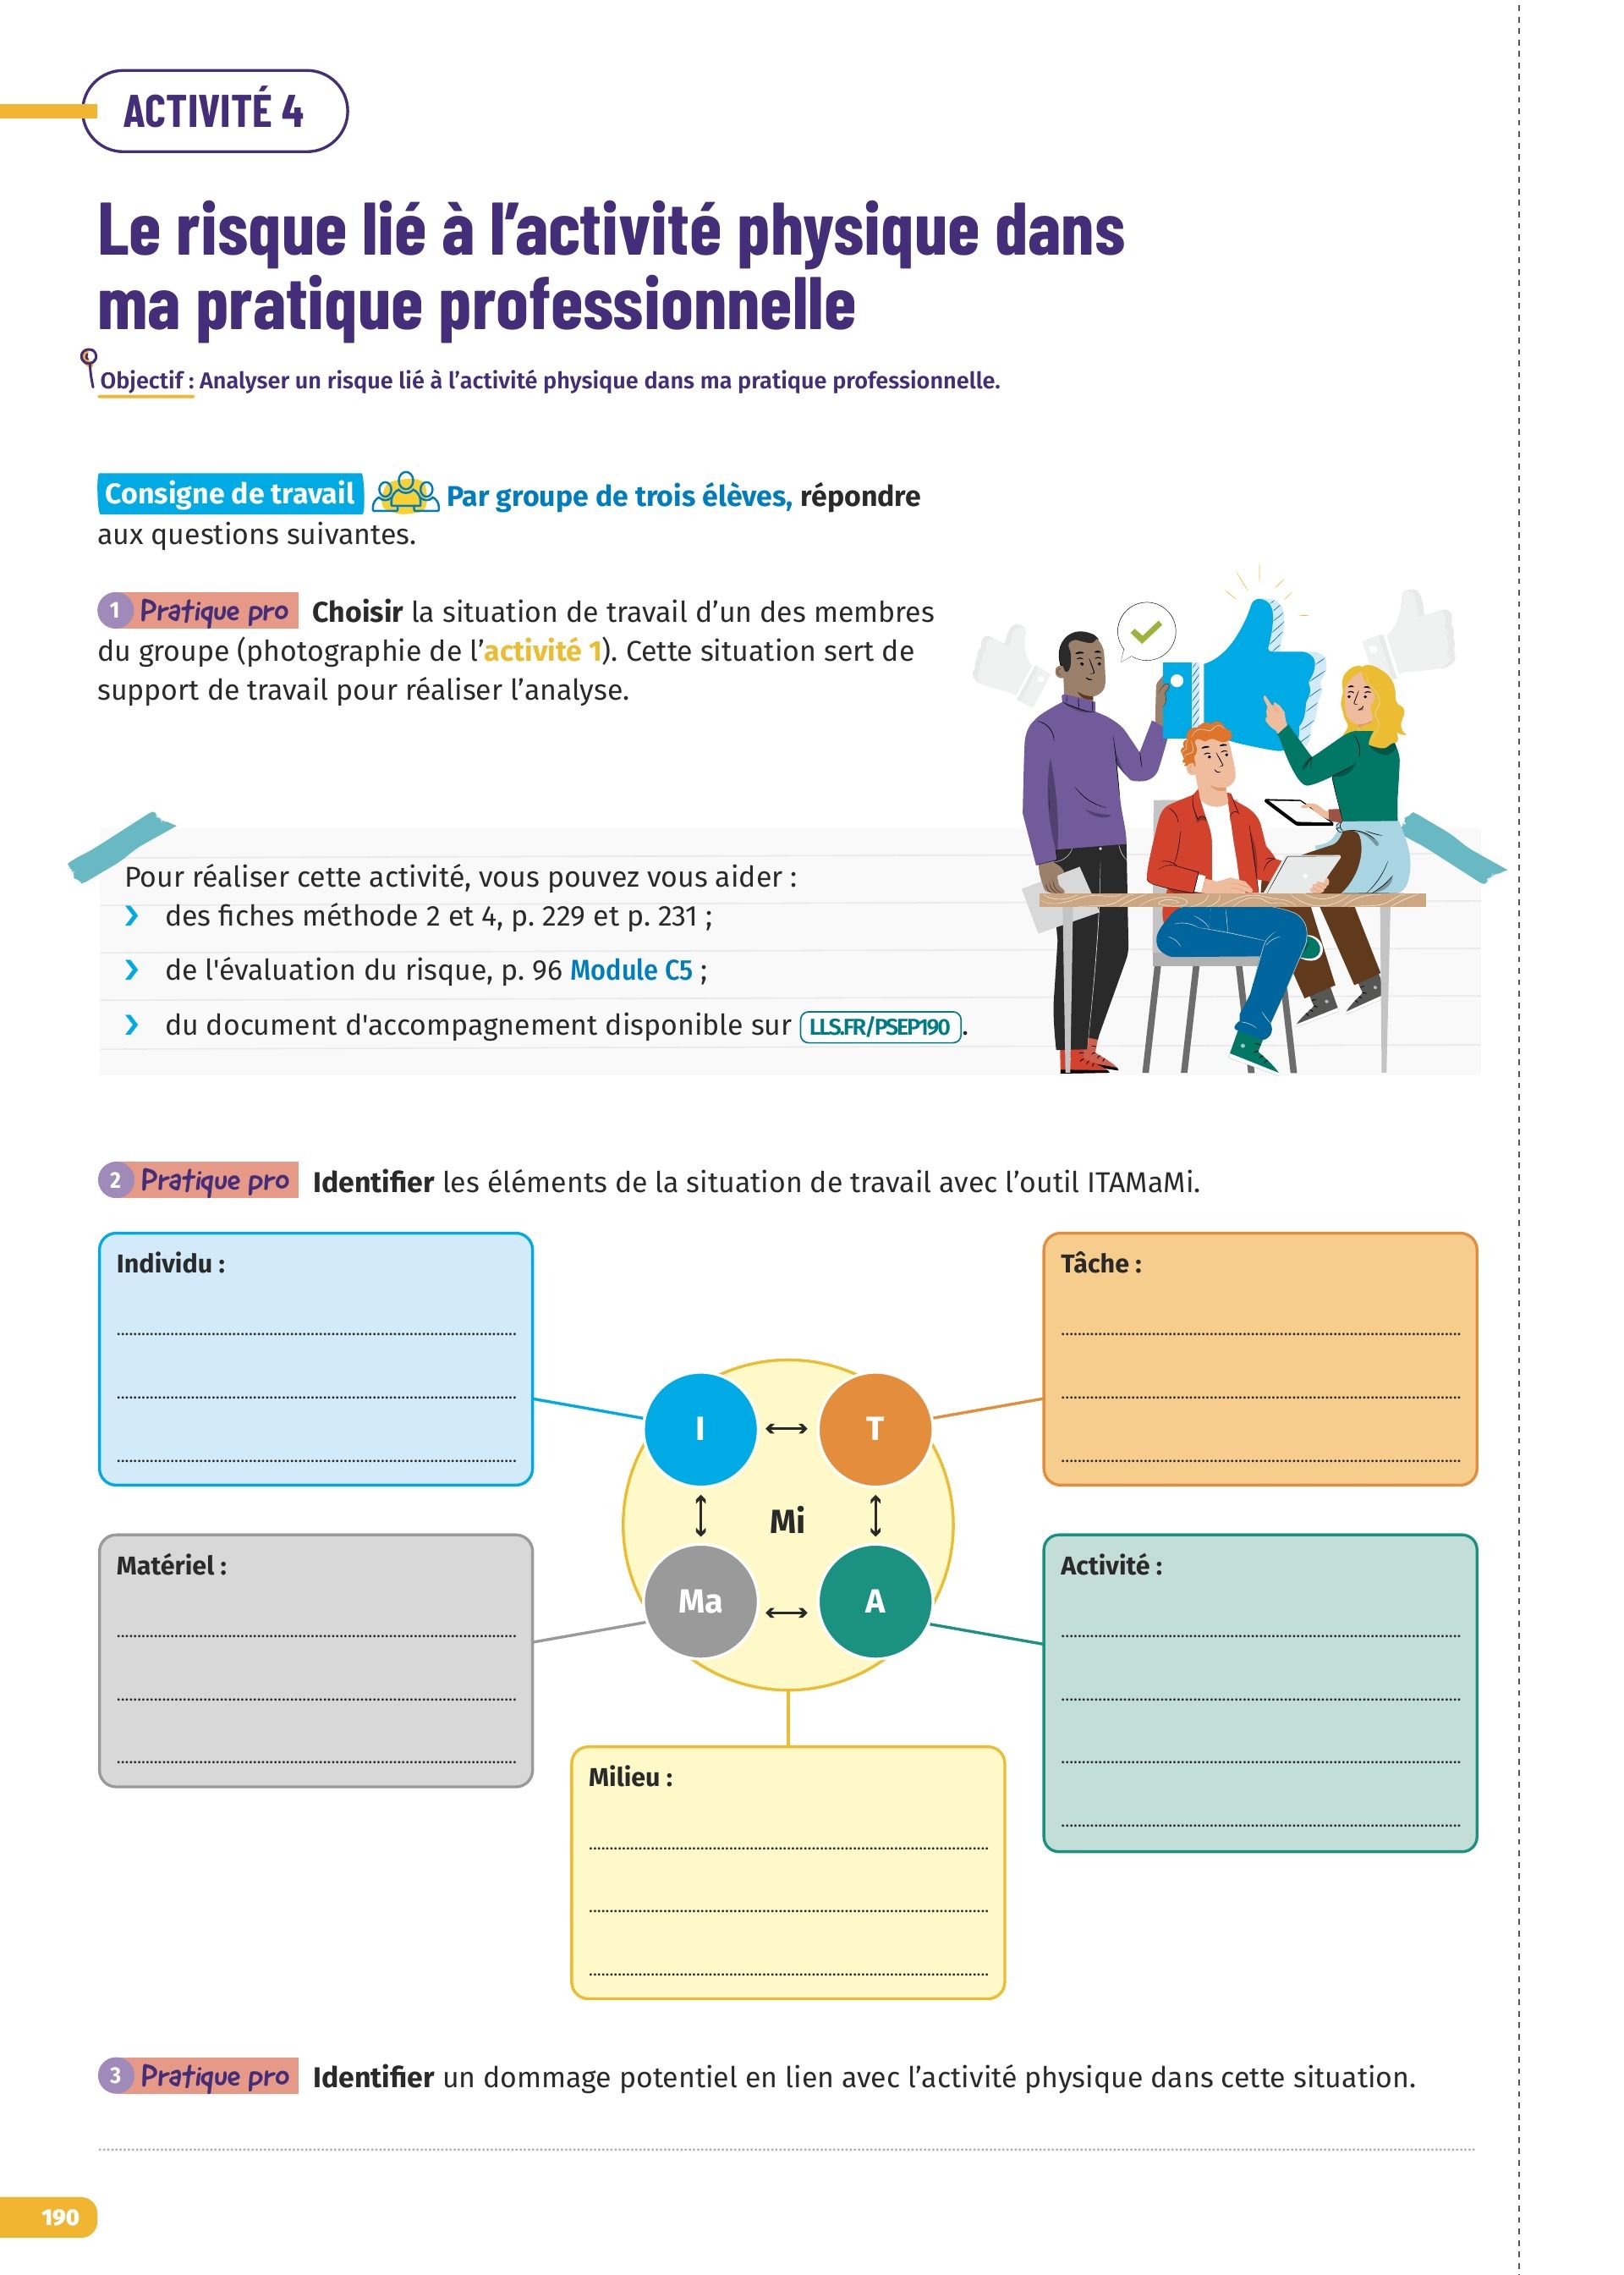 ACTIVITÉ 4
Le risque lié à l’activité physique dans
ma pratique professionnelle
Objectif : Analyser un risque lié à l’activité physique dans ma pratique professionnelle.
Consigne de travail Par groupe de trois élèves, répondre
aux questions suivantes.
1 Pratique pro Choisir la situation de travail d’un des membres
du groupe (photographie de l’activité 1). Cette situation sert de
support de travail pour réaliser l’analyse.
Pour réaliser cette activité, vous pouvez vous aider :
› des fiches méthode 2 et 4, p. 229 et p. 231 ;
› de l'évaluation du risque, p. 96 Module C5 ;
› du document d'accompagnement disponible sur LLS.FR/PSEP190.
2 Pratique pro Identifier les éléments de la situation de travail avec l’outil ITAMaMi.
Individu :
Tâche :
I
T
Mi
Matériel :
Activité :
Ma
A
Milieu :
3 Pratique pro Identifier un dommage potentiel en lien avec l’activité physique dans cette situation.
190